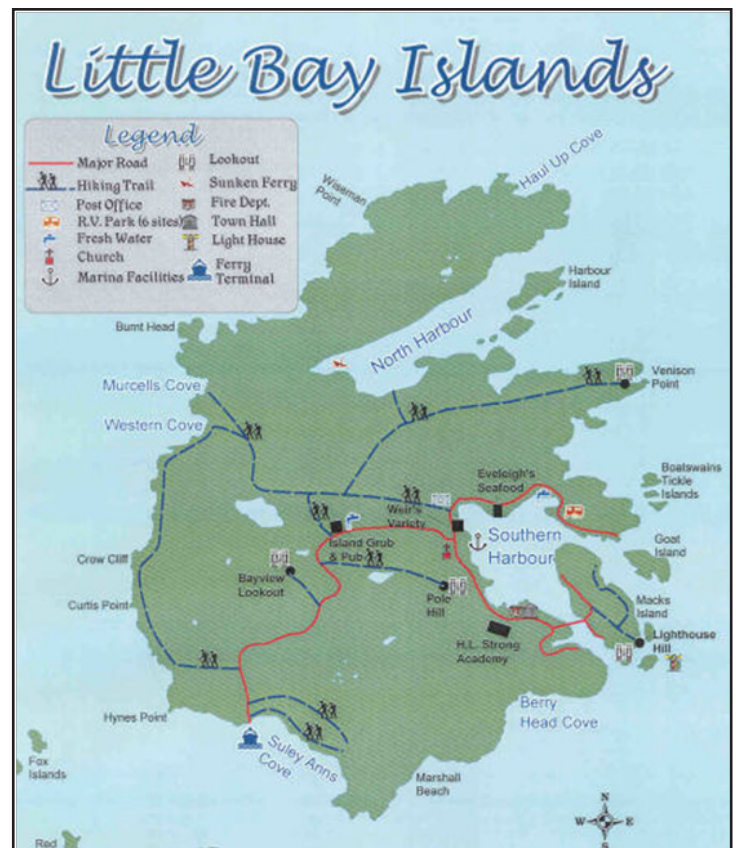 Little Bay Islands
Legend
Major Road
Hiking Trail
Post Office
R.V. Park (6 sites)
Fresh Water
Church
Marina Facilities
Lookout
Sunken Ferry
Fire Dept.
Town Hall
Light House
Ferry
Terminal
Haul Up Cove
Wiseman
Point
Harbour
Island
North Harbour
Burnt Head
Venison
Point
Murcells Cove
Western Cove
Eveleigh's
Seafood
Boatswains
Tickle
Islands
Weir's
Variety
Southern
Harbour
Island Grub
& Pub
Goat
Island
Crow Cliff
Bayview
Lookout
Curtis Point
Pole
Hill
Macks
Island
Lighthouse
Hill
H.L. Strong
Academy
Berry
Head Cove
Hynes Point
Suley Anns
Cove
Fox
Islands
Marshall
Beach
N
W
E
S
Red